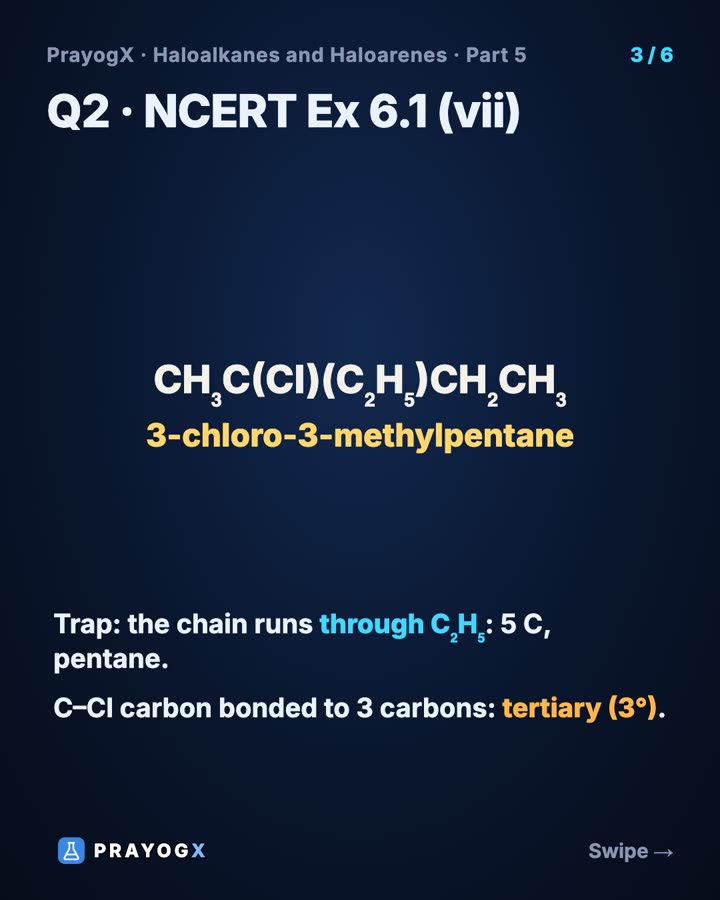 PrayogX · Haloalkanes and Haloarenes · Part 5
3 / 6
Q2 · NCERT Ex 6.1 (vii)
CH₃C(Cl)(C₂H₅)CH₂CH₃
3-chloro-3-methylpentane
Trap: the chain runs through C₂H₅: 5 C,
pentane.
C–Cl carbon bonded to 3 carbons: tertiary (3°).
PRAYOGX
Swipe →